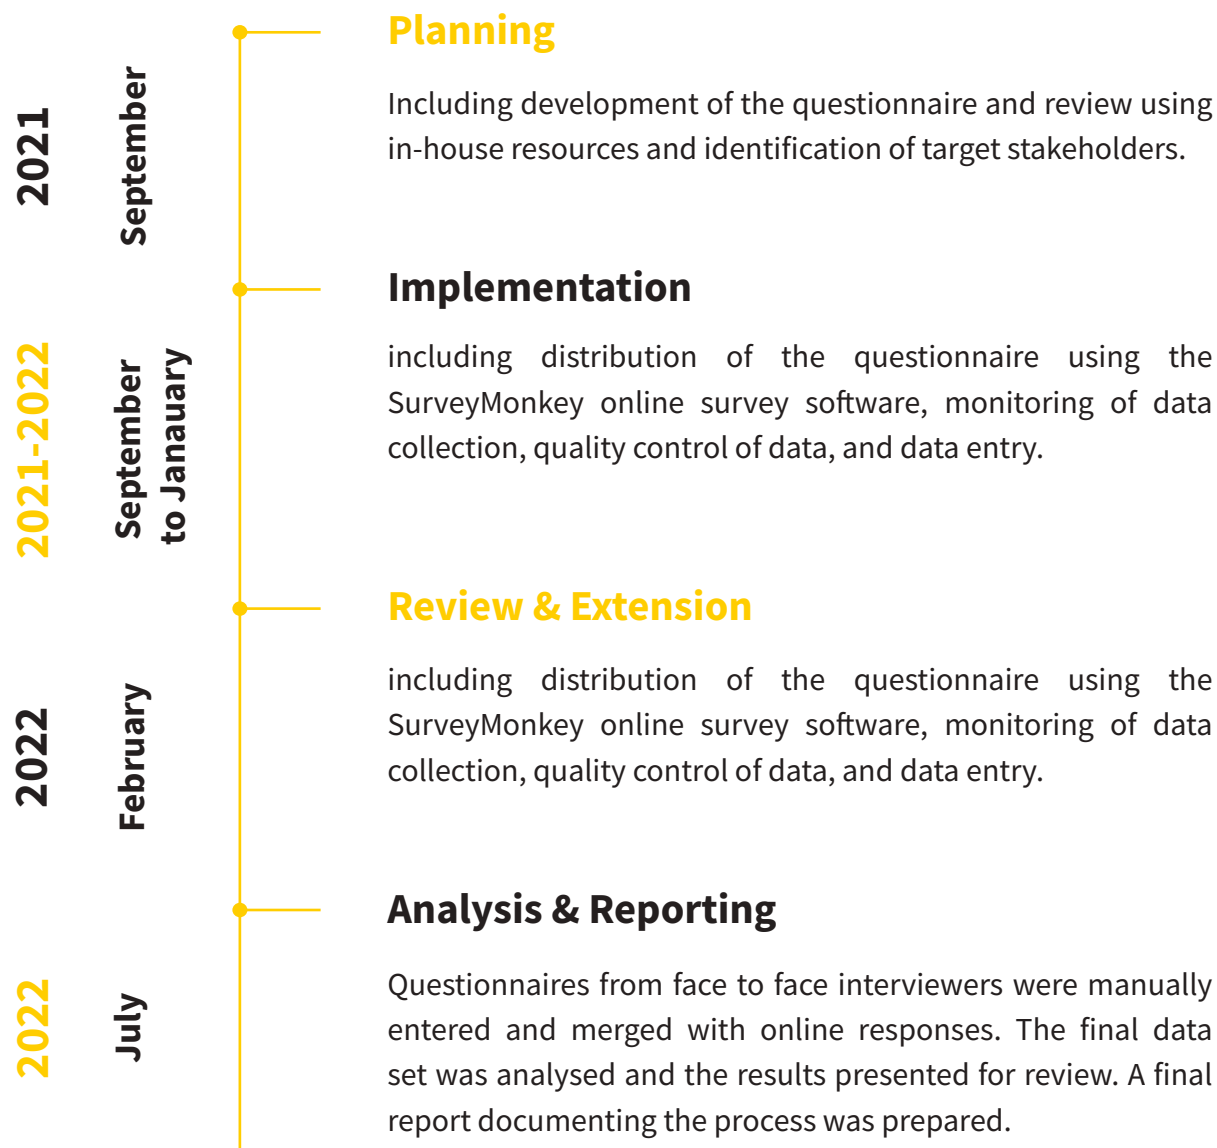 2021
September
Planning
Including development of the questionnaire and review using
in-house resources and identification of target stakeholders.
2021-2022
September
to Janauary
Implementation
including distribution of the questionnaire using the
SurveyMonkey online survey software, monitoring of data
collection, quality control of data, and data entry.
2022
February
Review & Extension
including distribution of the questionnaire using the
SurveyMonkey online survey software, monitoring of data
collection, quality control of data, and data entry.
2022
July
Analysis & Reporting
Questionnaires from face to face interviewers were manually
entered and merged with online responses. The final data
set was analysed and the results presented for review. A final
report documenting the process was prepared.